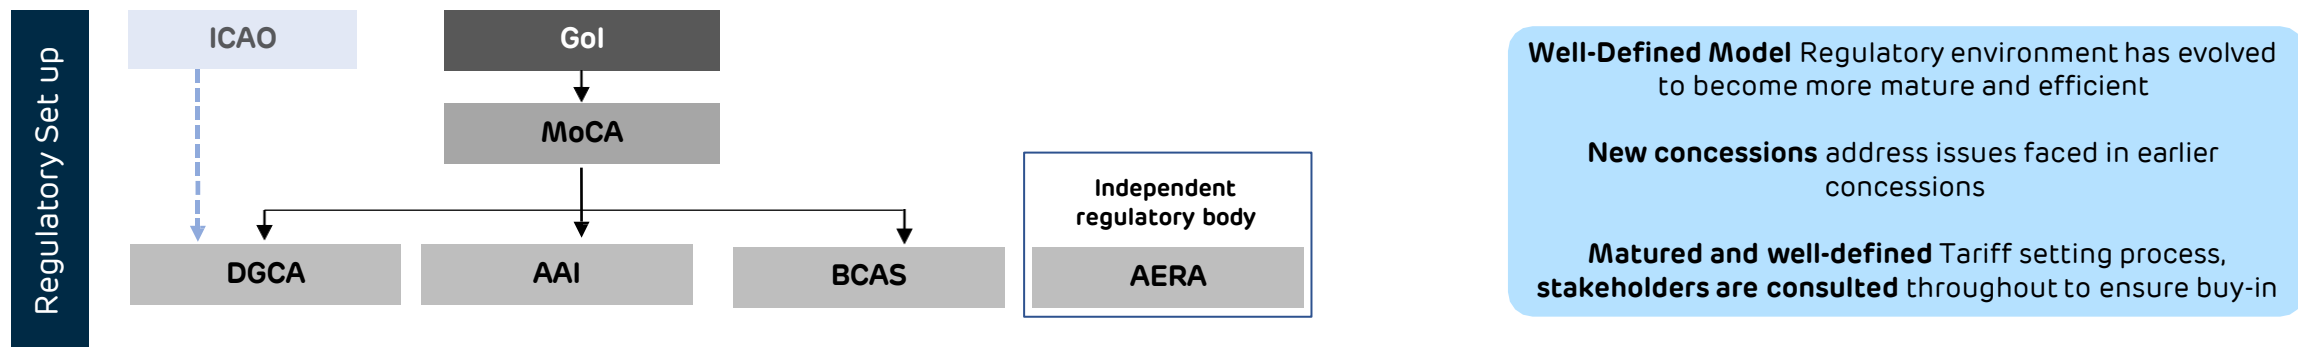 Regulatory Set up
ICAO
GoI
MoCA
Independent
regulatory body
DGCA
AAI
BCAS
AERA
Well-Defined Model Regulatory environment has evolved
to become more mature and efficient
New concessions address issues faced in earlier
concessions
Matured and well-defined Tariff setting process,
stakeholders are consulted throughout to ensure buy-in